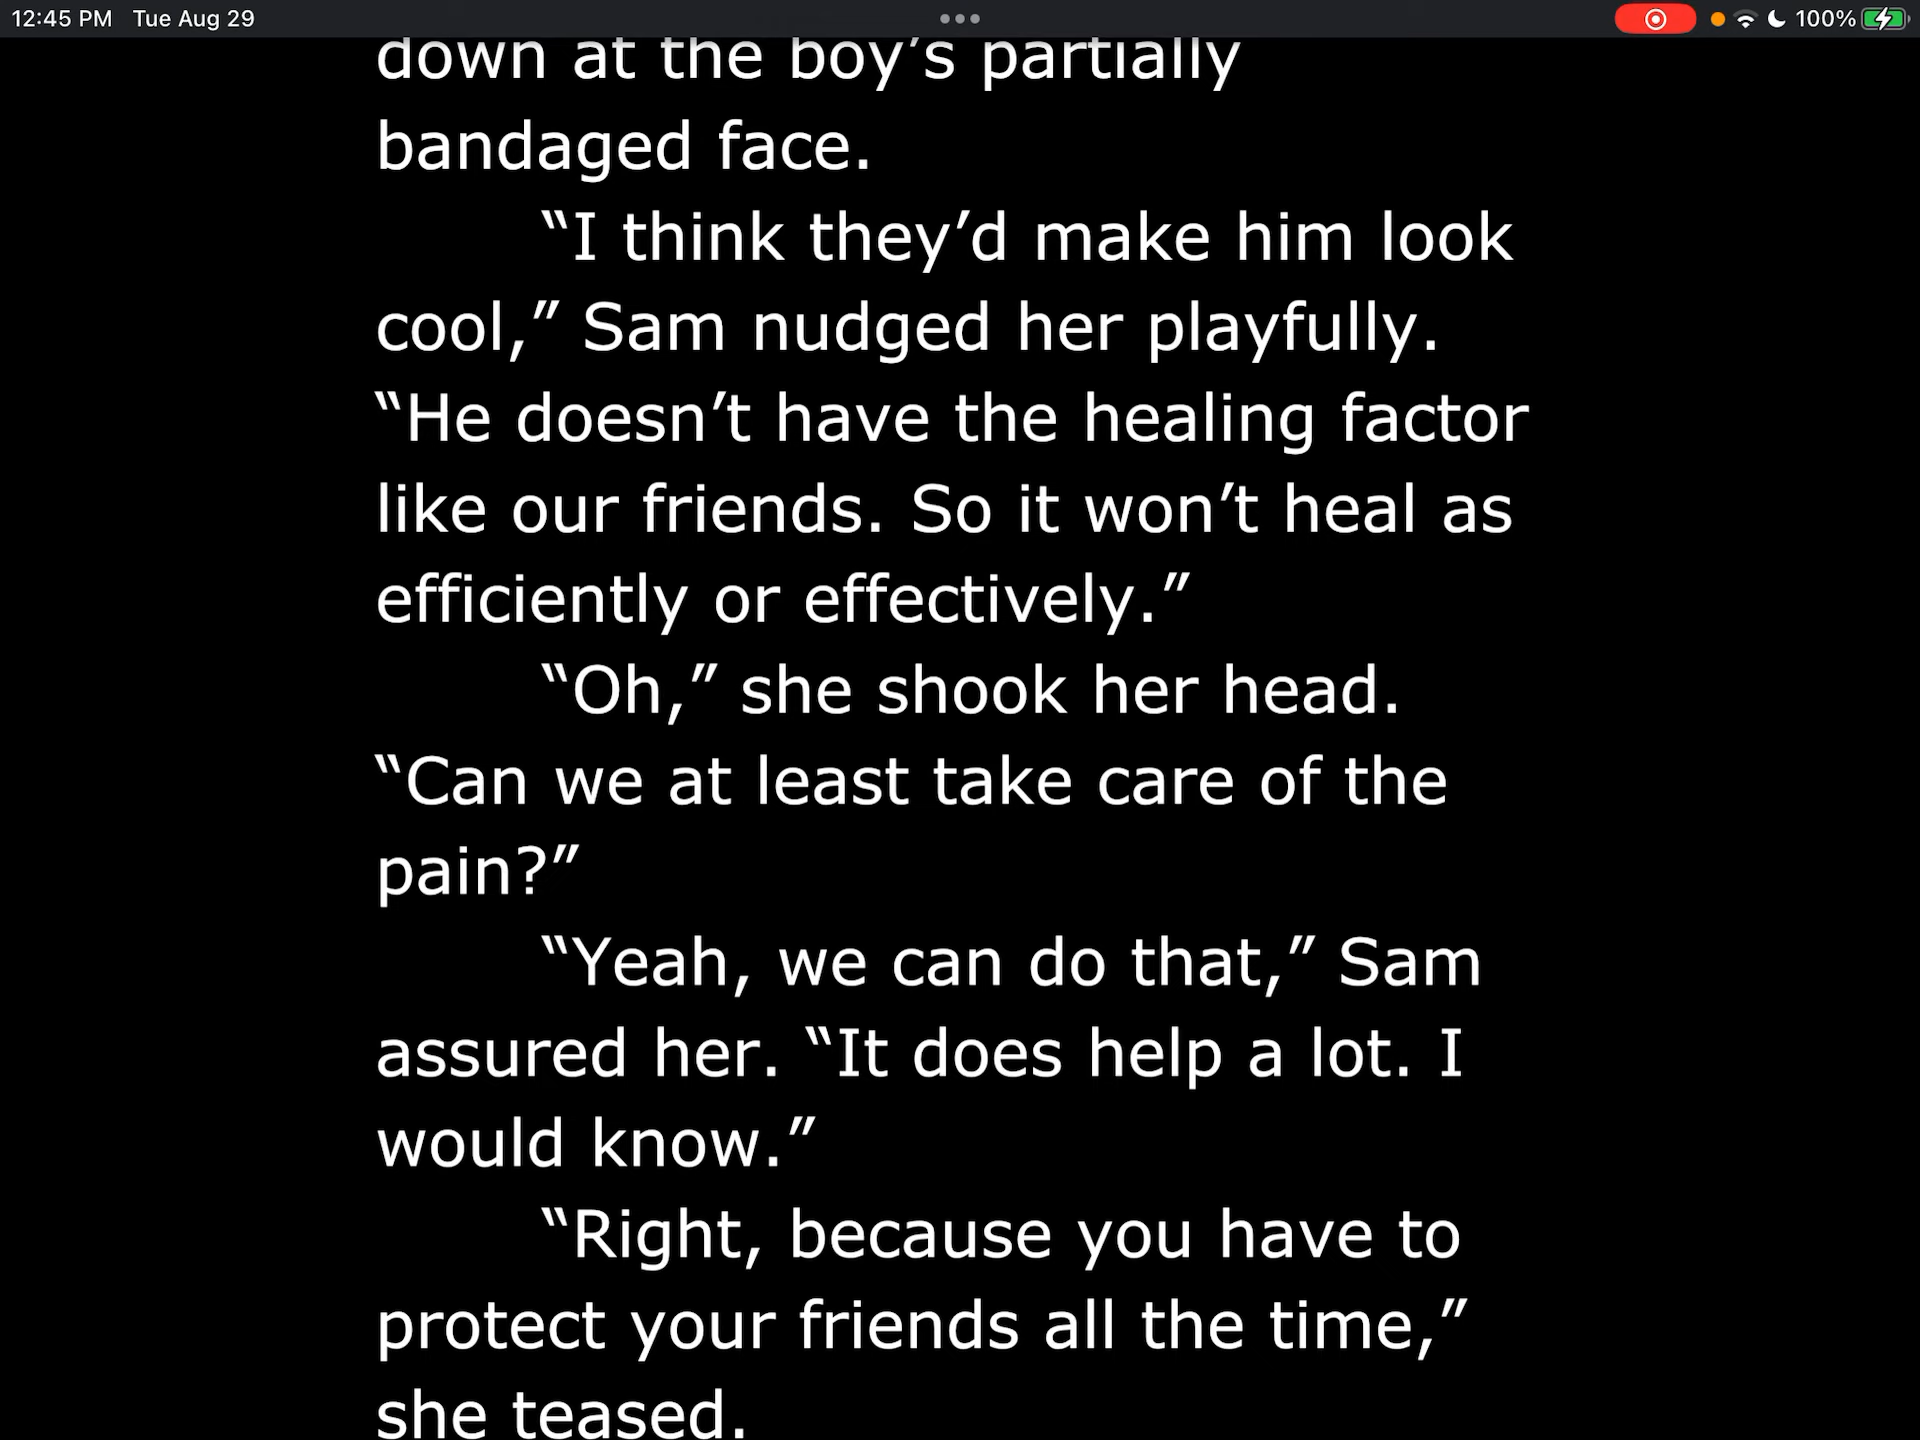 12:45 PM Tue Aug 29 100%
down at the boy’s partially
bandaged face.
“I think they’d make him look
cool,” Sam nudged her playfully.
“He doesn’t have the healing factor
like our friends. So it won’t heal as
efficiently or effectively.”
“Oh,” she shook her head.
“Can we at least take care of the
pain?”
“Yeah, we can do that,” Sam
assured her. “It does help a lot. I
would know.”
“Right, because you have to
protect your friends all the time,”
she teased.